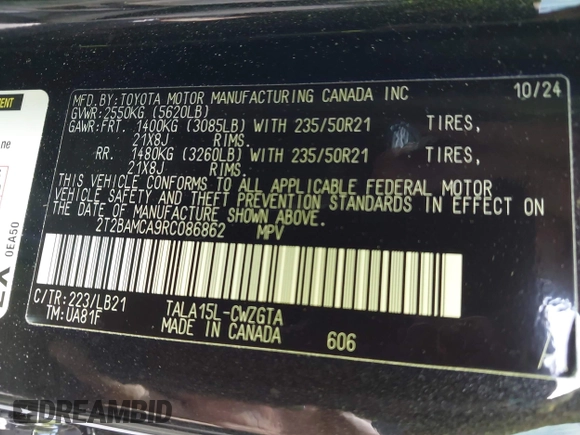 MFD.BY:TOYOTA MOTOR MANUFACTURING CANADA INC 10/24
GVWR:2550KG (5620LB)
GAWR:FRT. 1400KG (3085LB) WITH 235/50R21 TIRES,
21X8J RIMS.
RR. 1480KG (3260LB) WITH 235/50R21 TIRES,
21X8J RIMS.
THIS VEHICLE CONFORMS TO ALL APPLICABLE FEDERAL MOTOR
VEHICLE SAFETY AND THEFT PREVENTION STANDARDS IN EFFECT ON
THE DATE OF MANUFACTURE SHOWN ABOVE.
2T2BAMCA9RC086862 MPV
C/TR:223/LB21 TALA15L-CWZGTA
TM:UA81F MADE IN CANADA 606
0EA50
DREAMBID